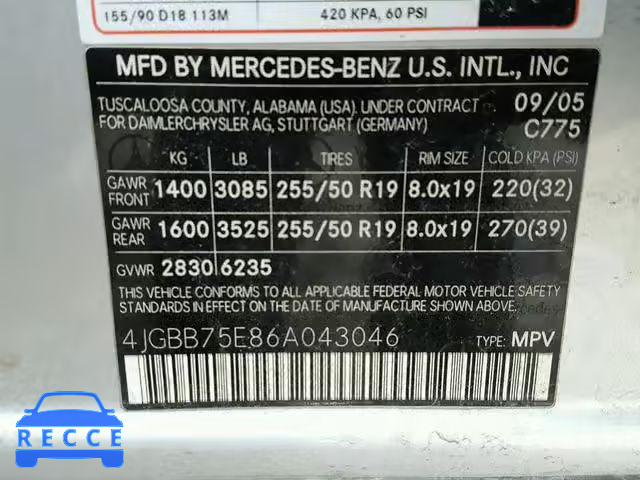 155/90 D18 113M 420 KPA, 60 PSI
MFD BY MERCEDES-BENZ U.S. INTL., INC
TUSCALOOSA COUNTY, ALABAMA (USA). UNDER CONTRACT 09/05
FOR DAIMLERCHRYSLER AG, STUTTGART (GERMANY) C775
KG LB TIRES RIM SIZE COLD KPA (PSI)
GAWR FRONT 1400 3085 255/50 R19 8.0x19 220(32)
GAWR REAR 1600 3525 255/50 R19 8.0x19 270(39)
GVWR 2830 6235
THIS VEHICLE CONFORMS TO ALL APPLICABLE FEDERAL MOTOR VEHICLE SAFETY
STANDARDS IN EFFECT ON THE DATE OF MANUFACTURE SHOWN ABOVE.
4JGBB75E86A043046 TYPE: MPV
RECCE